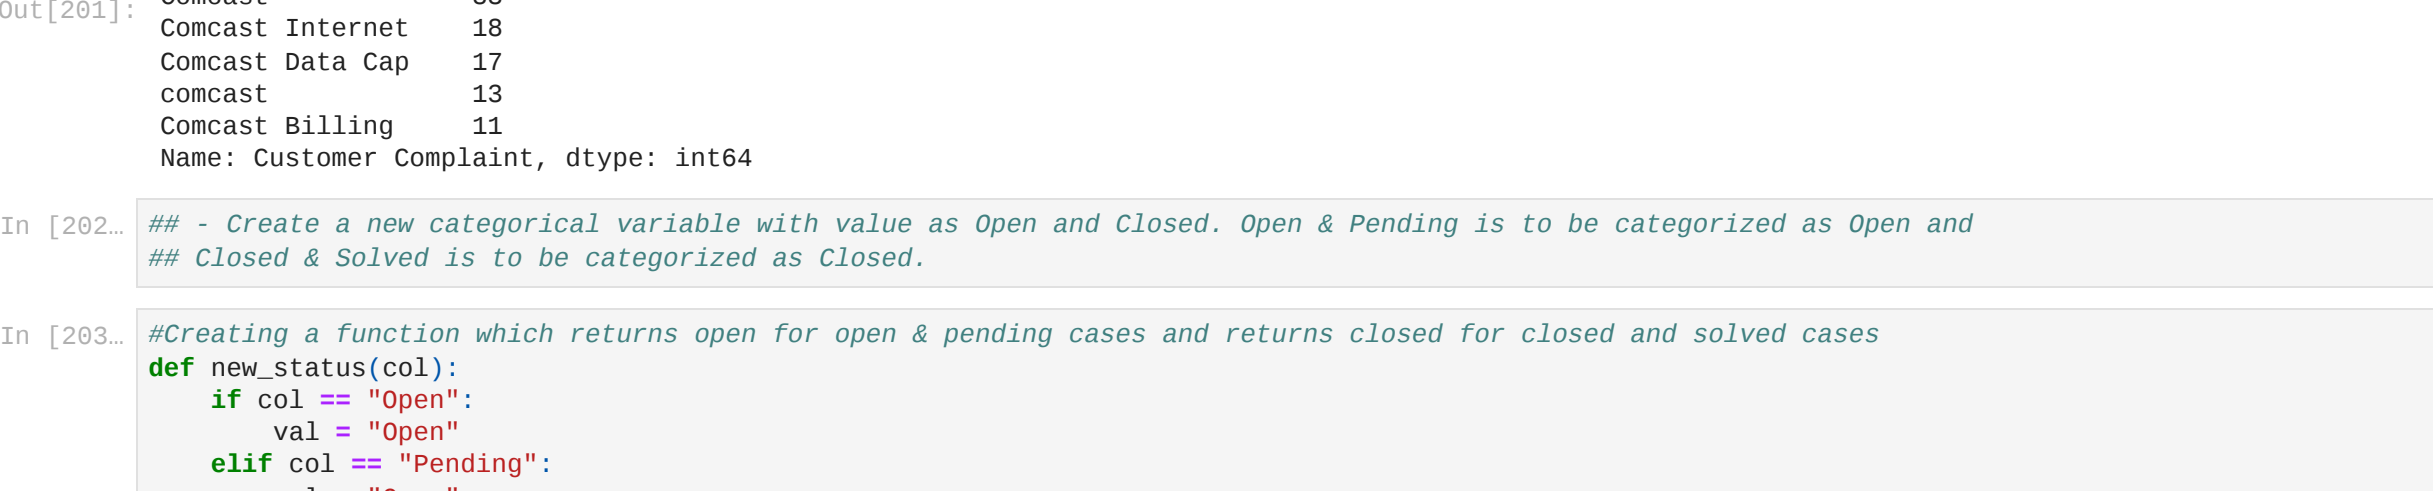 Out[201]:
Comcast Internet    18
Comcast Data Cap    17
comcast             13
Comcast Billing     11
Name: Customer Complaint, dtype: int64
In [202… ## - Create a new categorical variable with value as Open and Closed. Open & Pending is to be categorized as Open and
## Closed & Solved is to be categorized as Closed.
In [203… #Creating a function which returns open for open & pending cases and returns closed for closed and solved cases
def new_status(col):
    if col == "Open":
        val = "Open"
    elif col == "Pending":